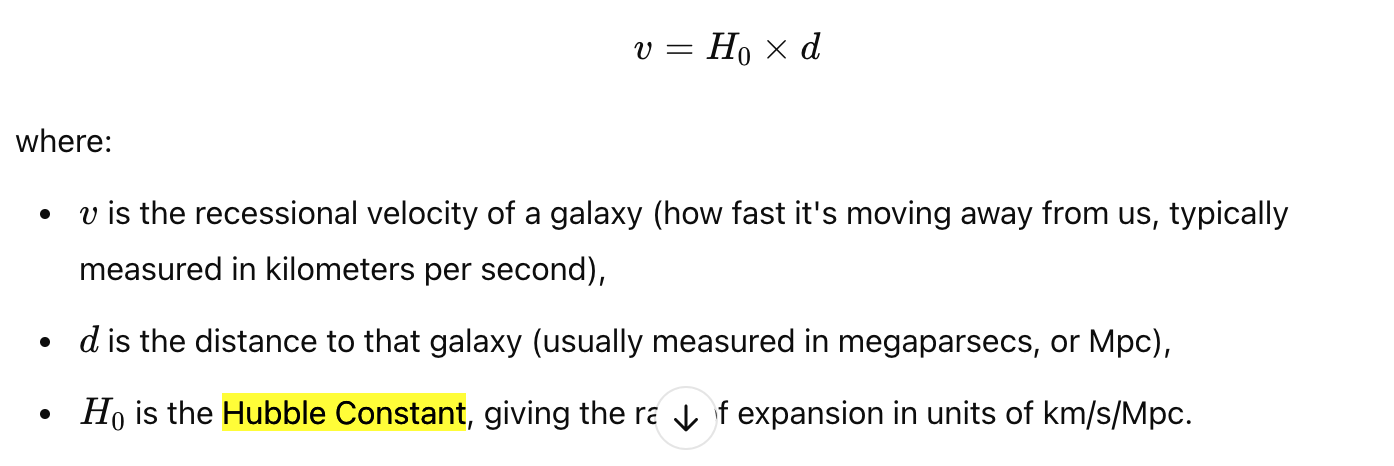 v = H₀ × d
where:
• v is the recessional velocity of a galaxy (how fast it's moving away from us, typically
measured in kilometers per second),
• d is the distance to that galaxy (usually measured in megaparsecs, or Mpc),
• H₀ is the Hubble Constant, giving the expansion in units of km/s/Mpc.